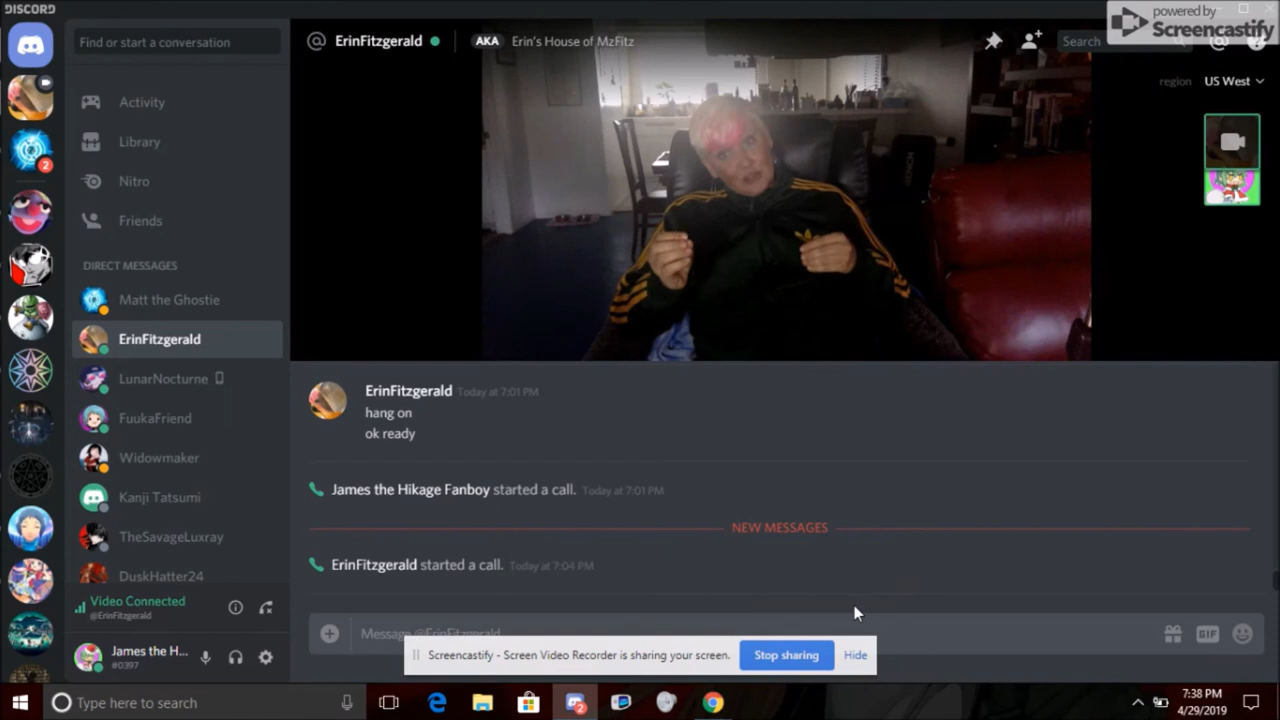 DISCORD
powered by
Screencastify
Find or start a conversation
ErinFitzgerald
AKA Erin's House of MzFitz
Search
region US West
Activity
Library
Nitro
Friends
2
DIRECT MESSAGES
Matt the Ghostie
ErinFitzgerald
LunarNocturne
FuukaFriend
Widowmaker
Kanji Tatsumi
TheSavageLuxray
DuskHatter24
Video Connected
@ErinFitzgerald
James the H...
#0397
ErinFitzgerald Today at 7:01 PM
hang on
ok ready
James the Hikage Fanboy started a call. Today at 7:01 PM
NEW MESSAGES
ErinFitzgerald started a call. Today at 7:04 PM
Message @ErinFitzgerald
GIF
Screencastify - Screen Video Recorder is sharing your screen.
Stop sharing
Hide
Type here to search
2
7:38 PM
4/29/2019